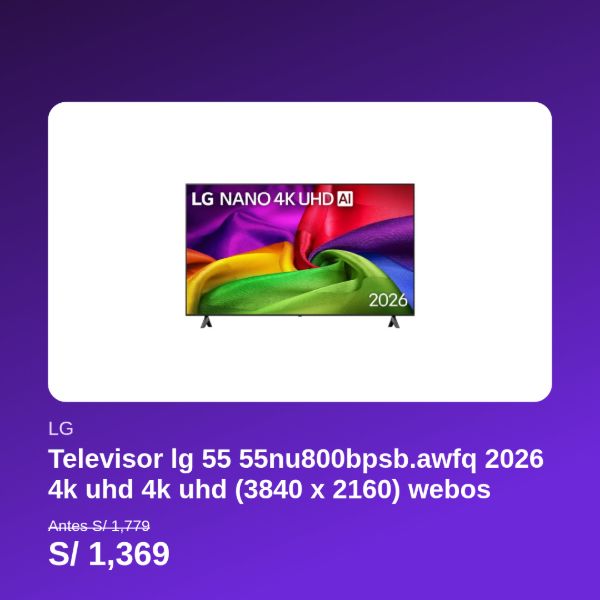 LG NANO 4K UHD AI
2026
LG
Televisor lg 55 55nu800bpsb.awfq 2026
4k uhd 4k uhd (3840 x 2160) webos
Antes S/ 1,779
S/ 1,369